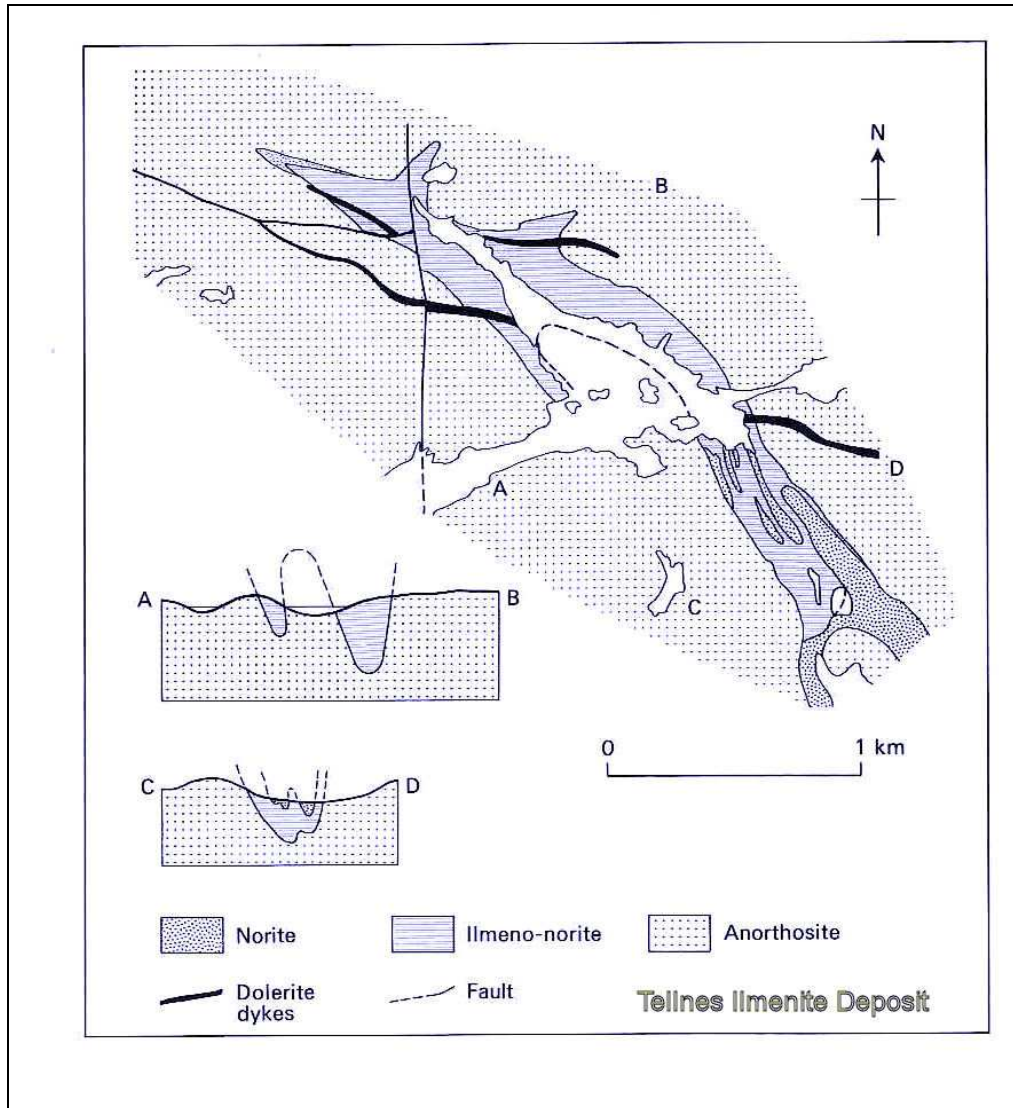 N
B
D
A
C
A B
0 1 km
C D
Norite Ilmeno-norite Anorthosite
Dolerite dykes Fault
Tellnes Ilmenite Deposit